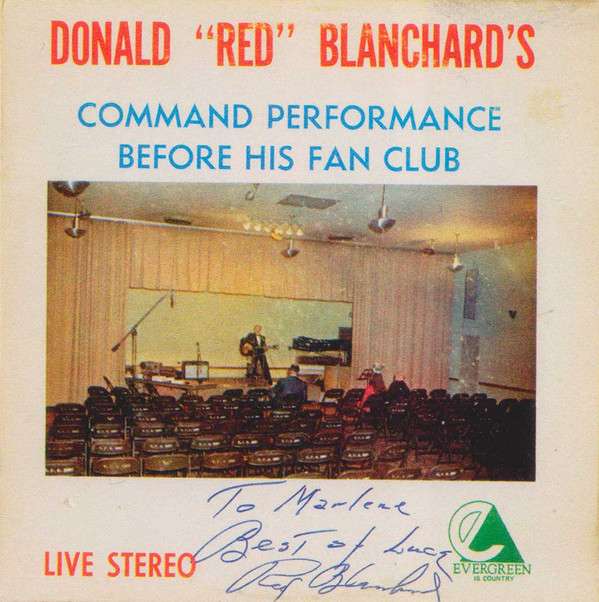 DONALD "RED" BLANCHARD'S
COMMAND PERFORMANCE
BEFORE HIS FAN CLUB
To Marlene
Best of Luck
Red Blanchard
LIVE STEREO
EVERGREEN
IS COUNTRY